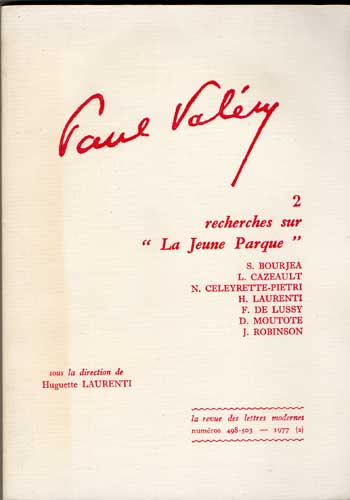 Paul Valéry
2
recherches sur
“ La Jeune Parque ”
S. BOURJEA
L. CAZEAULT
N. CELEYRETTE-PIETRI
H. LAURENTI
F. DE LUSSY
D. MOUTOTE
J. ROBINSON
sous la direction de
Huguette LAURENTI
la revue des lettres modernes
numéros 498-503 — 1977 (2)